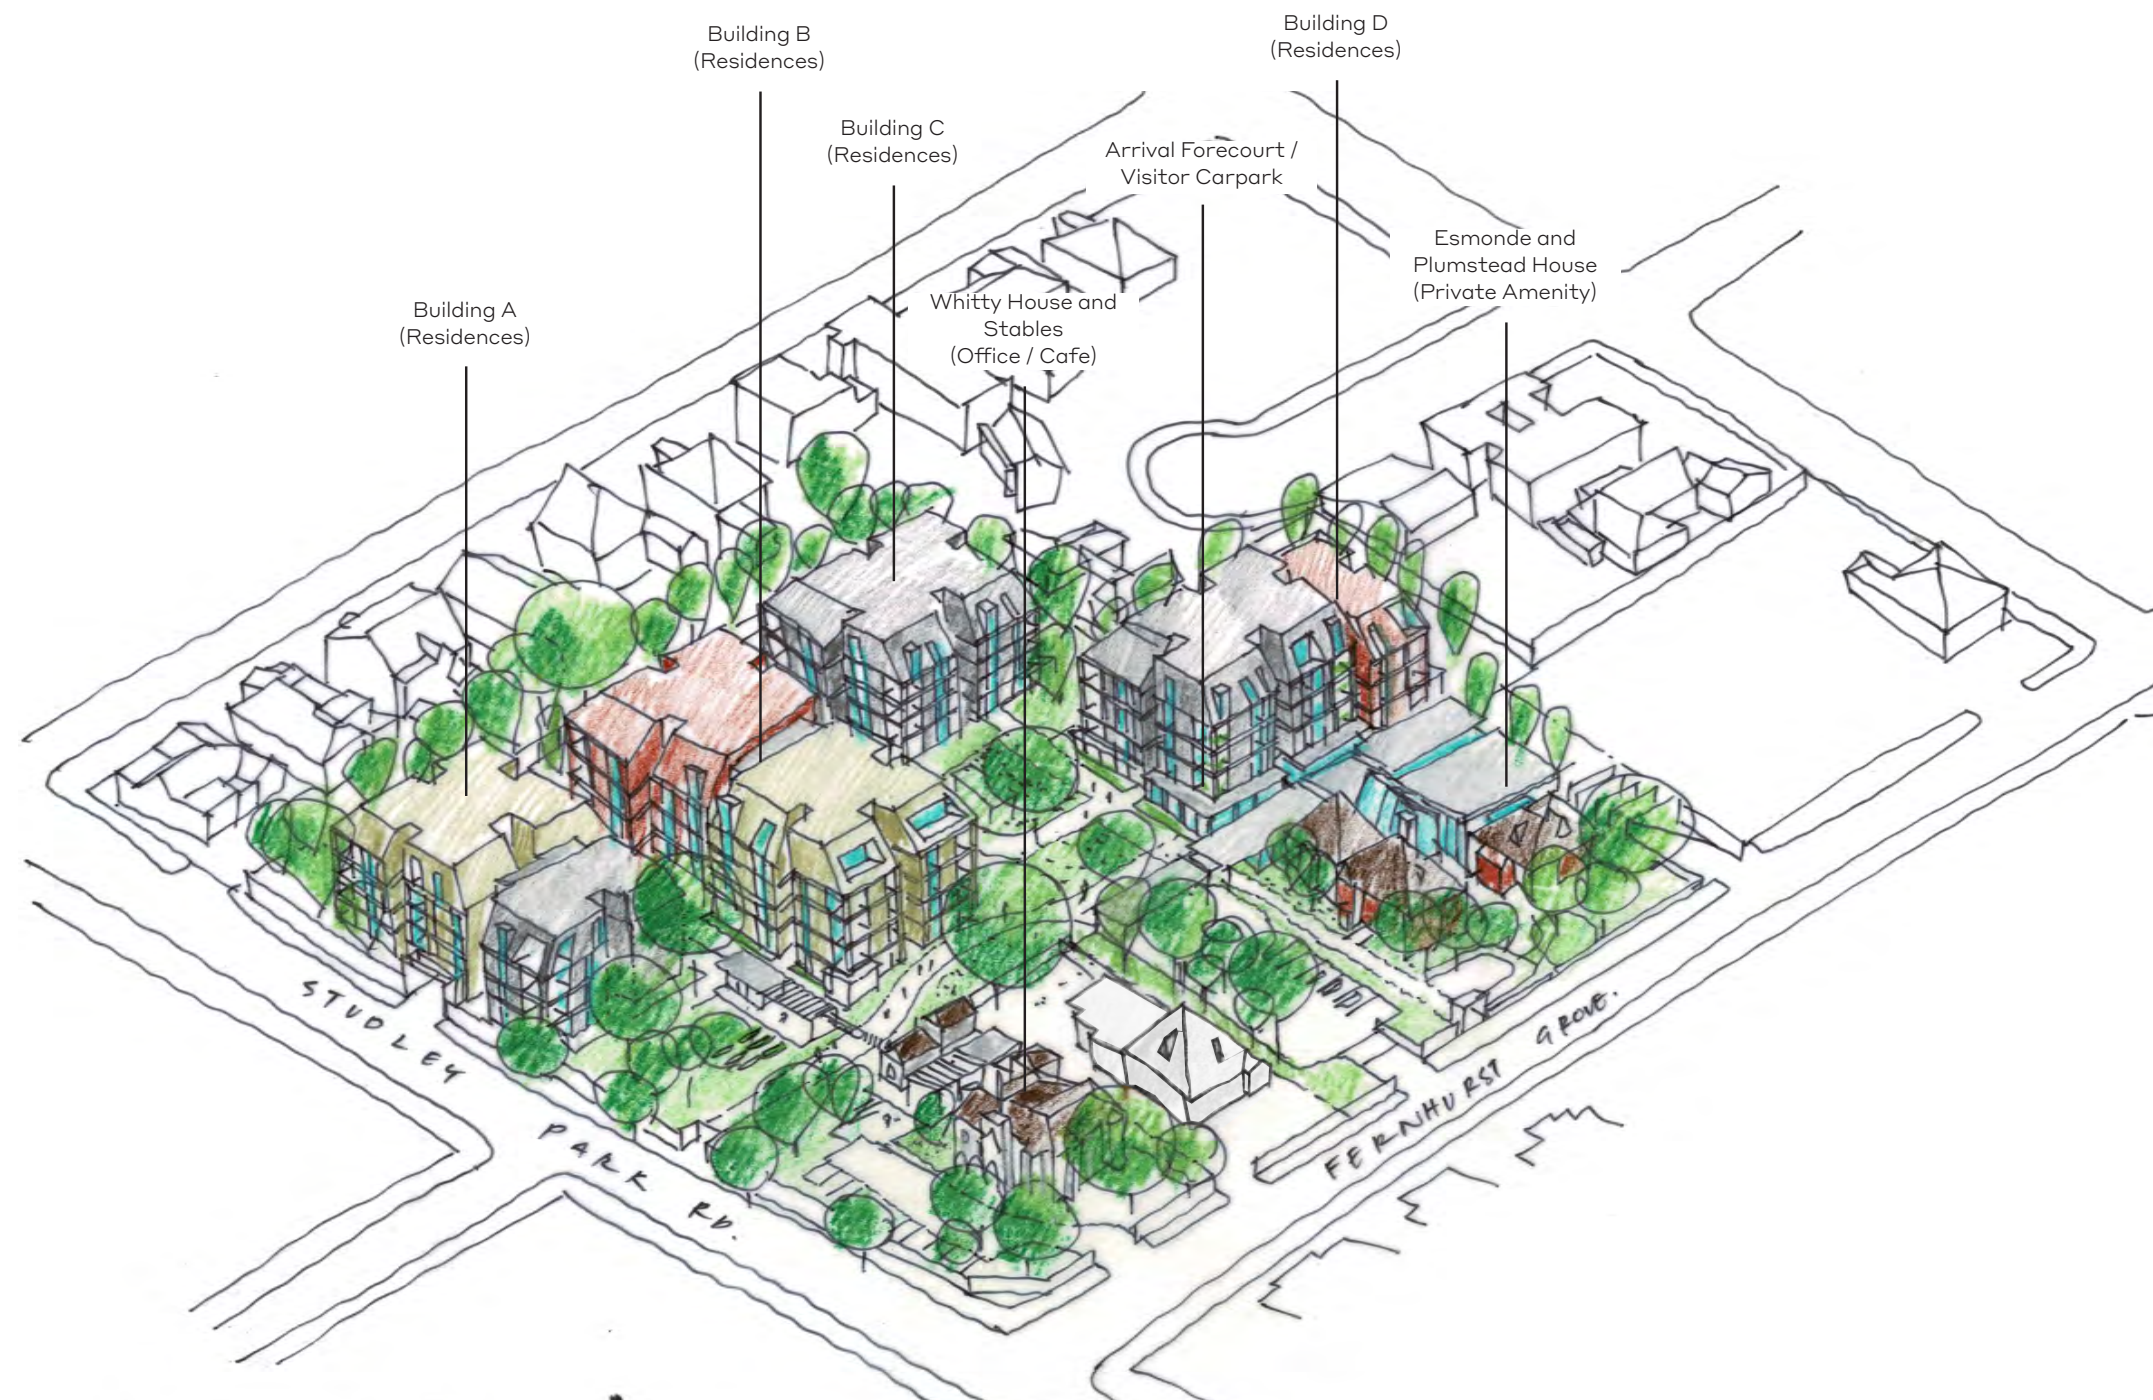 Building D
(Residences)
Building B
(Residences)
Building C
(Residences)
Arrival Forecourt /
Visitor Carpark
Esmonde and
Plumstead House
(Private Amenity)
Whitty House and
Stables
(Office / Cafe)
Building A
(Residences)
STUDLEY
PARK
RD.
FERNHURST
GROVE.